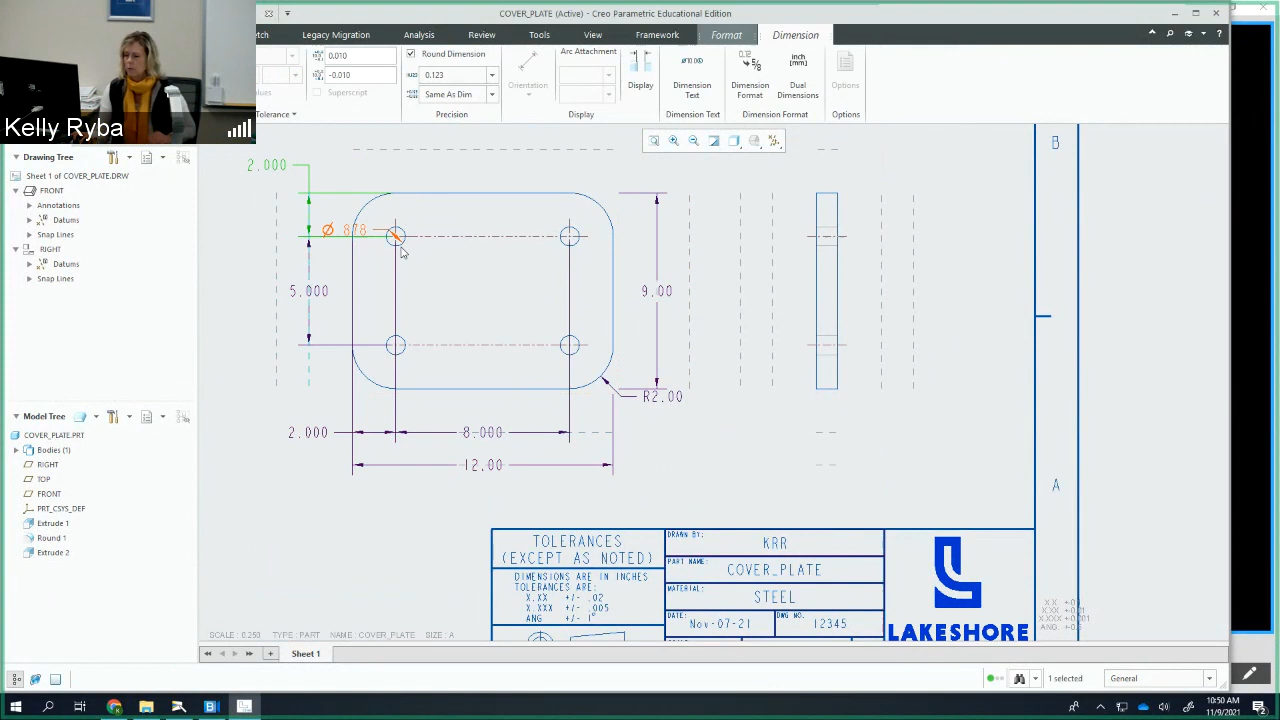 COVER_PLATE (Active) - Creo Parametric Educational Edition
etch Legacy Migration Analysis Review Tools View Framework Format Dimension
0.010
Round Dimension
Arc Attachment
-0.010
0.123
Superscript
Same As Dim
Orientation
Display
Dimension Text
Dimension Format
Dual Dimensions
Options
Tolerance
Precision
Display
Dimension Text
Dimension Format
Options
Kelly Ryba
Drawing Tree
Sheet 1 of COVER_PLATE.DRW
FRONT
Annotations
Datums
Snap Lines
RIGHT
Datums
Snap Lines
Model Tree
COVER_PLATE.PRT
Bodies (1)
RIGHT
TOP
FRONT
PRT_CSYS_DEF
Extrude 1
Round 1
Extrude 2
2.000
Ø .878
5.000
9.00
R2.00
2.000
8.000
12.00
B
A
TOLERANCES
(EXCEPT AS NOTED)
DIMENSIONS ARE IN INCHES
TOLERANCES ARE:
X.XX +/- .02
X.XXX +/- .005
ANG +/- 1°
DRAWN BY:
KRR
PART NAME:
COVER_PLATE
MATERIAL:
STEEL
DATE:
Nov-07-21
DWG NO.
12345
LAKESHORE
SCALE : 0.250 TYPE : PART NAME : COVER_PLATE SIZE : A
Sheet 1
1 selected
General
10:50 AM
11/9/2021